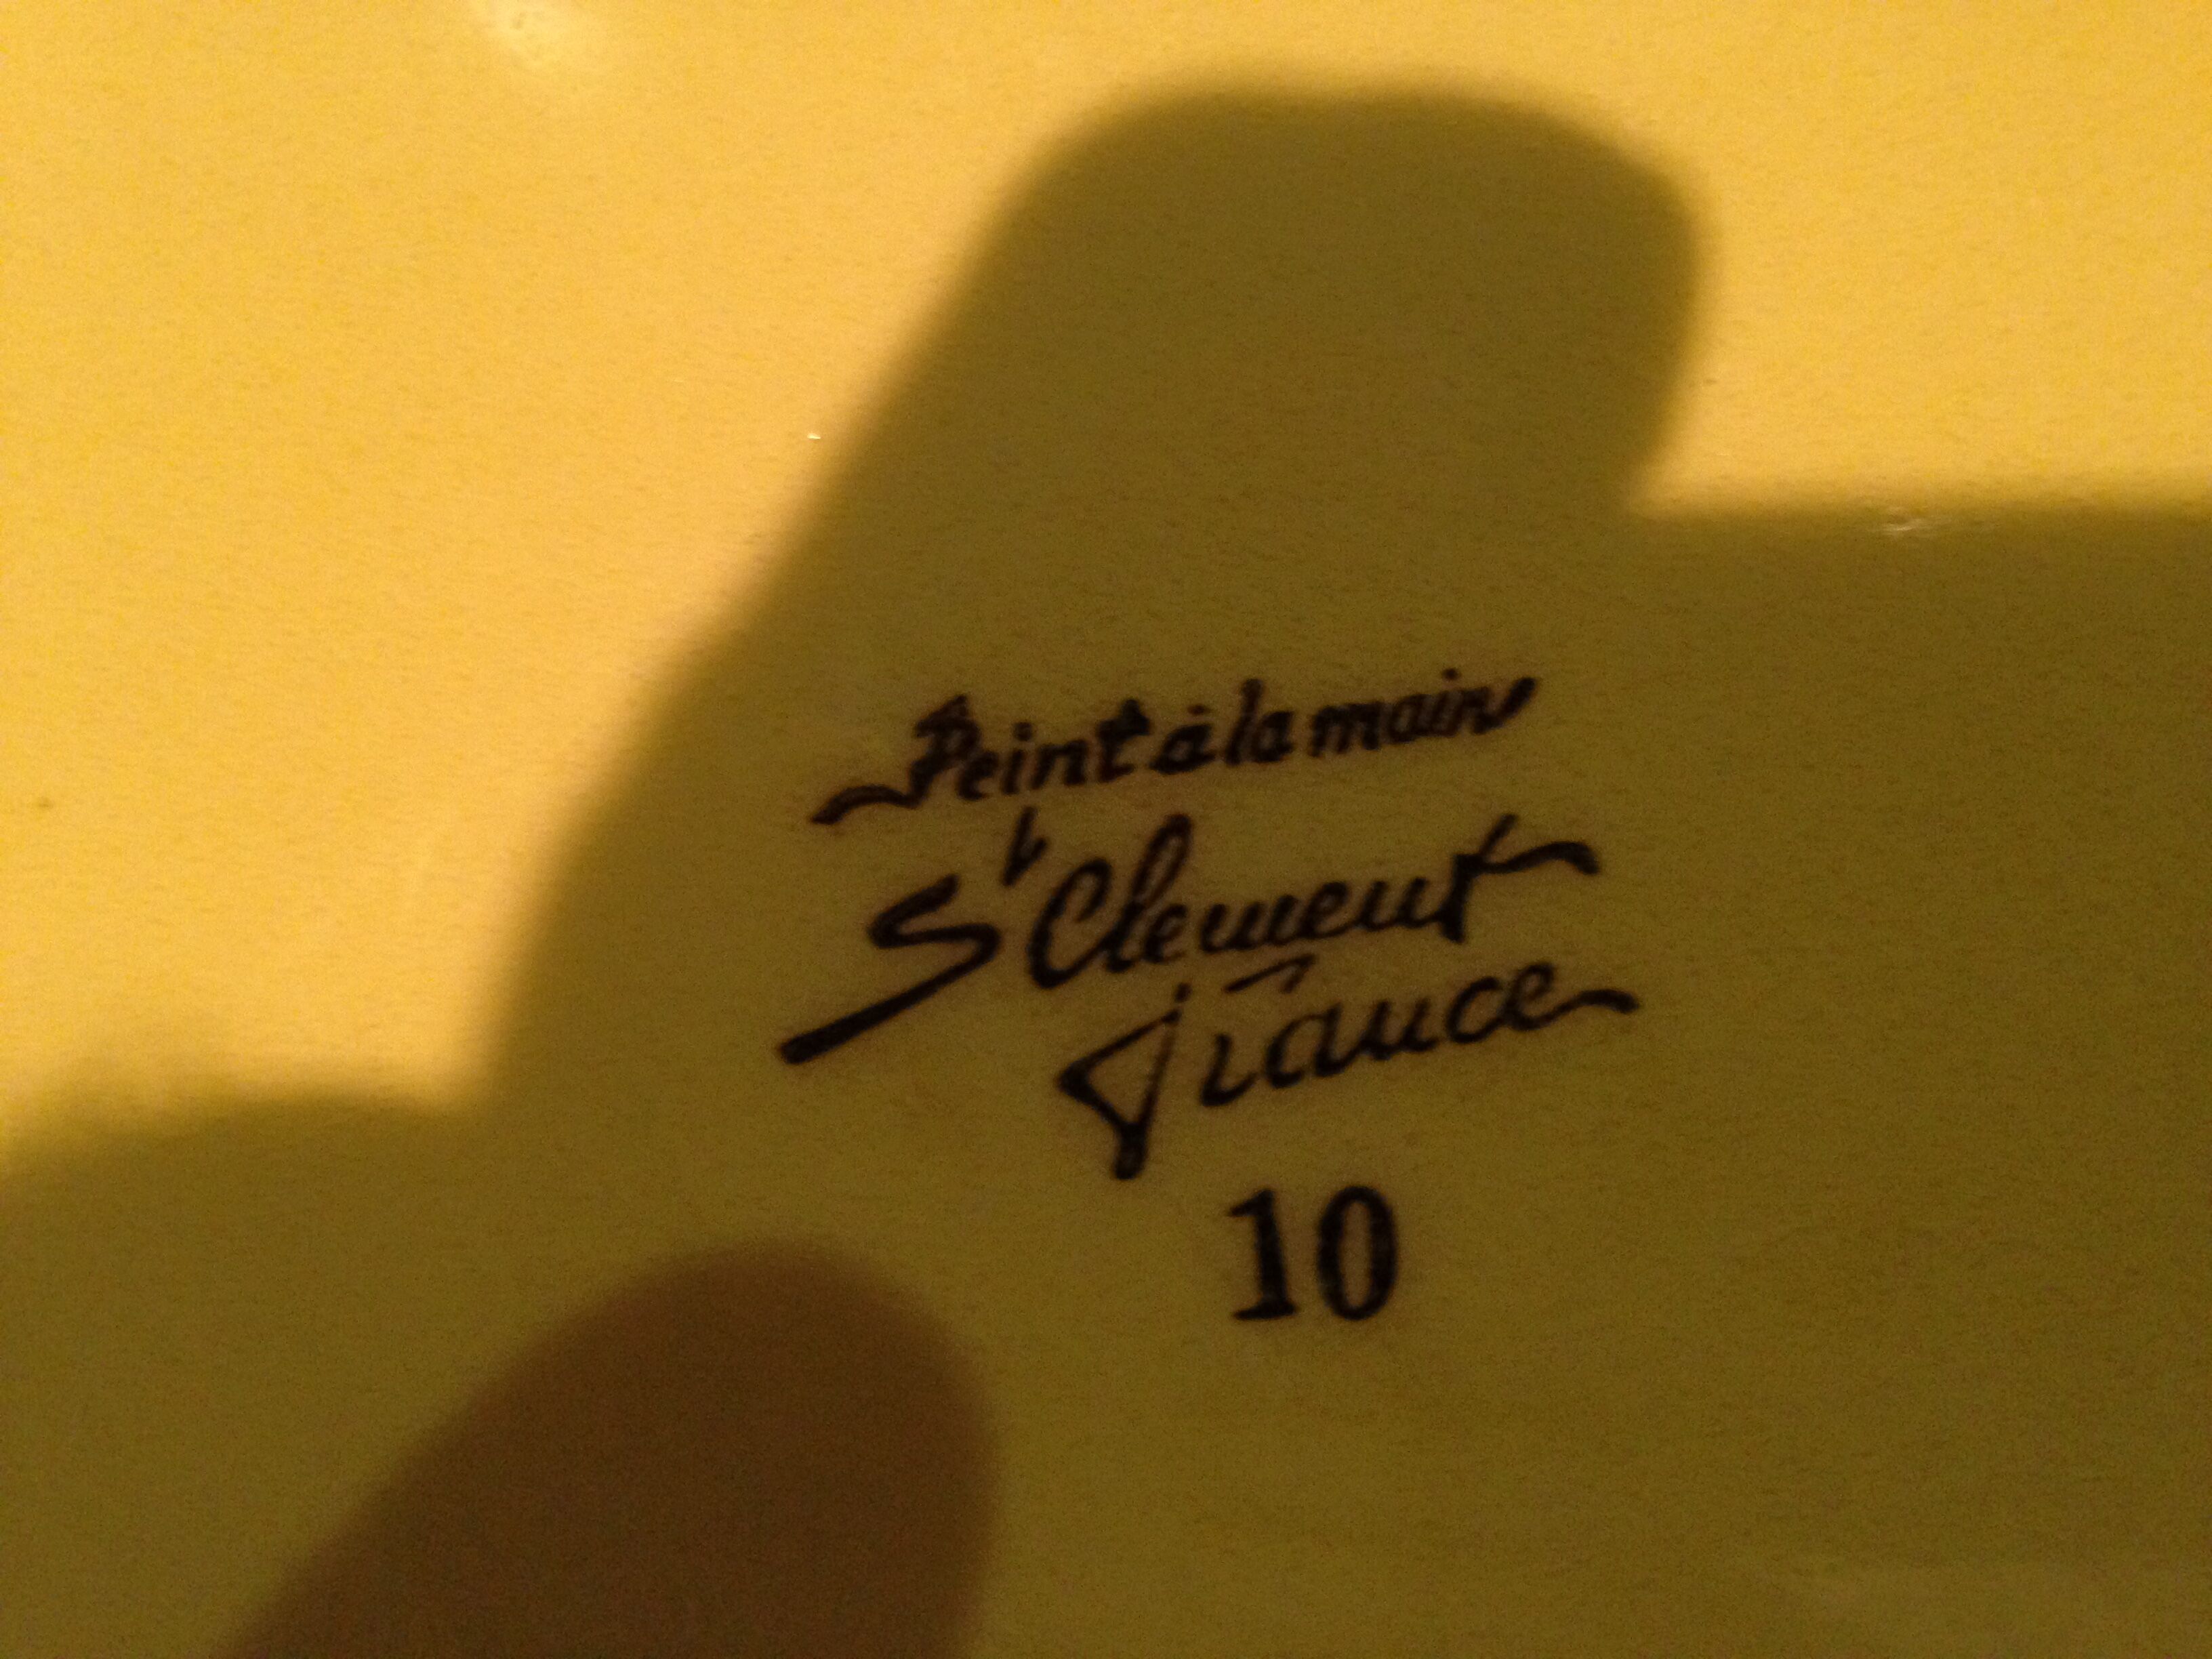 Peint à la main
St Clement
France
10